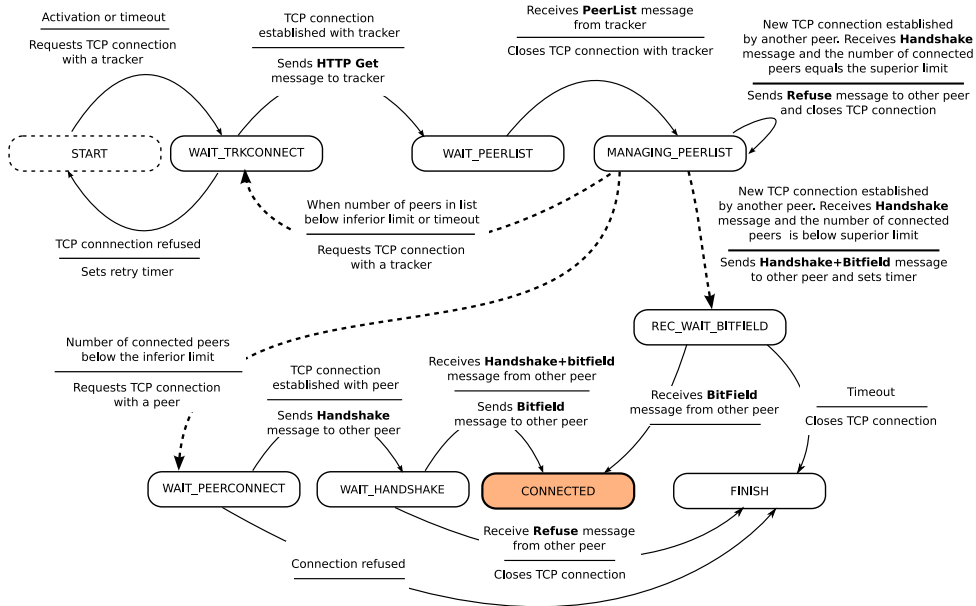 Activation or timeout
Requests TCP connection
with a tracker
TCP connection
established with tracker
Sends HTTP Get
message to tracker
Receives PeerList message
from tracker
Closes TCP connection with tracker
New TCP connection established
by another peer. Receives Handshake
message and the number of connected
peers equals the superior limit
Sends Refuse message to other peer
and closes TCP connection
START
WAIT_TRKCONNECT
WAIT_PEERLIST
MANAGING_PEERLIST
TCP connnection refused
Sets retry timer
When number of peers in list
below inferior limit or timeout
Requests TCP connection
with a tracker
New TCP connection established
by another peer. Receives Handshake
message and the number of connected
peers is below superior limit
Sends Handshake+Bitfield message
to other peer and sets timer
REC_WAIT_BITFIELD
Number of connected peers
below the inferior limit
Requests TCP connection
with a peer
TCP connection
established with peer
Sends Handshake
message to other peer
Receives Handshake+bitfield
message from other peer
Sends Bitfield
message to other peer
Receives BitField
message from other peer
Timeout
Closes TCP connection
WAIT_PEERCONNECT
WAIT_HANDSHAKE
CONNECTED
FINISH
Receive Refuse message
from other peer
Closes TCP connection
Connection refused